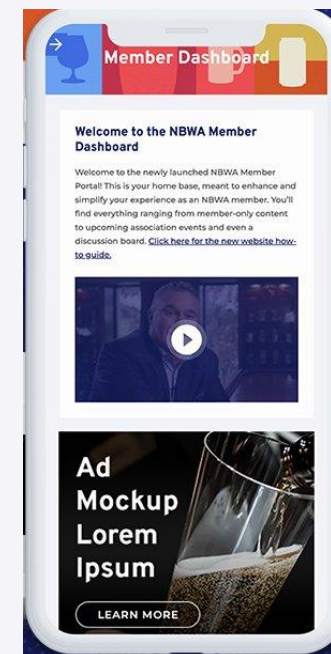 Member Dashboard
Welcome to the NBWA Member
Dashboard
Welcome to the newly launched NBWA Member
Portal! This is your home base, meant to enhance and
simplify your experience as an NBWA member. You'll
find everything ranging from member-only content
to upcoming association events and even a
discussion board. Click here for the new website how-
to guide.
Ad
Mockup
Lorem
Ipsum
LEARN MORE